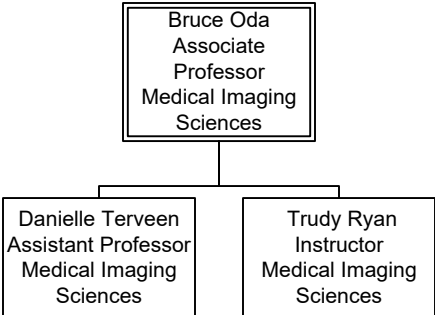 Bruce Oda
Associate
Professor
Medical Imaging
Sciences
Danielle Terveen
Assistant Professor
Medical Imaging
Sciences
Trudy Ryan
Instructor
Medical Imaging
Sciences